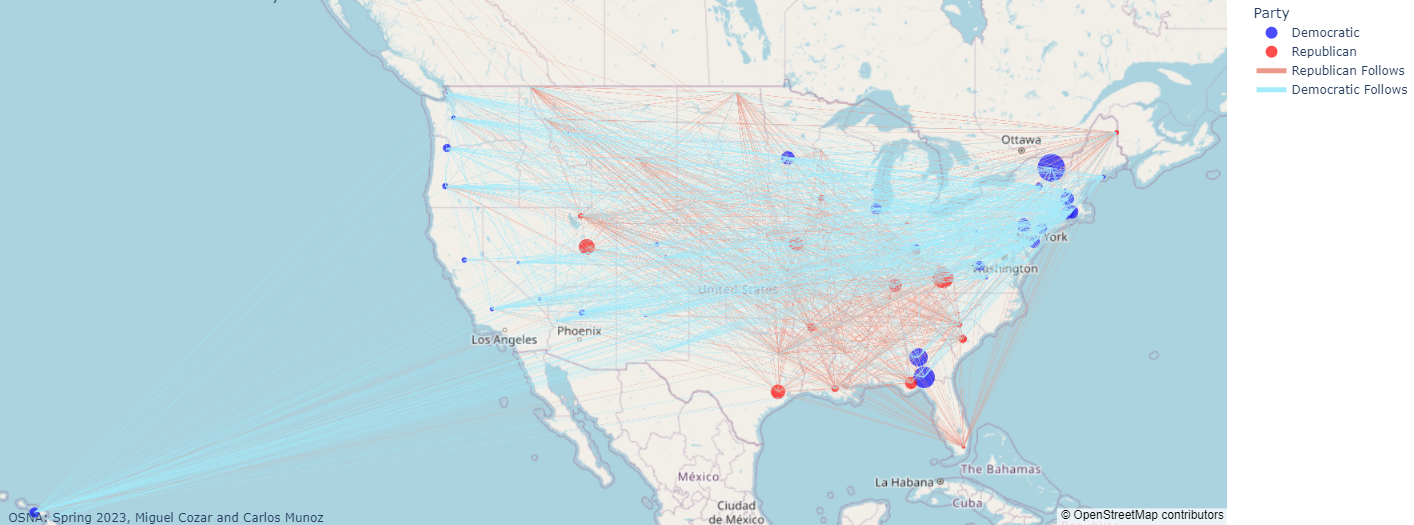 Party
Democratic
Republican
Republican Follows
Democratic Follows
Ottawa
York
Washington
United States
Phoenix
Los Angeles
México
Ciudad
de México
La Habana
The Bahamas
Cuba
OSNA: Spring 2023, Miguel Cozar and Carlos Munoz
© OpenStreetMap contributors